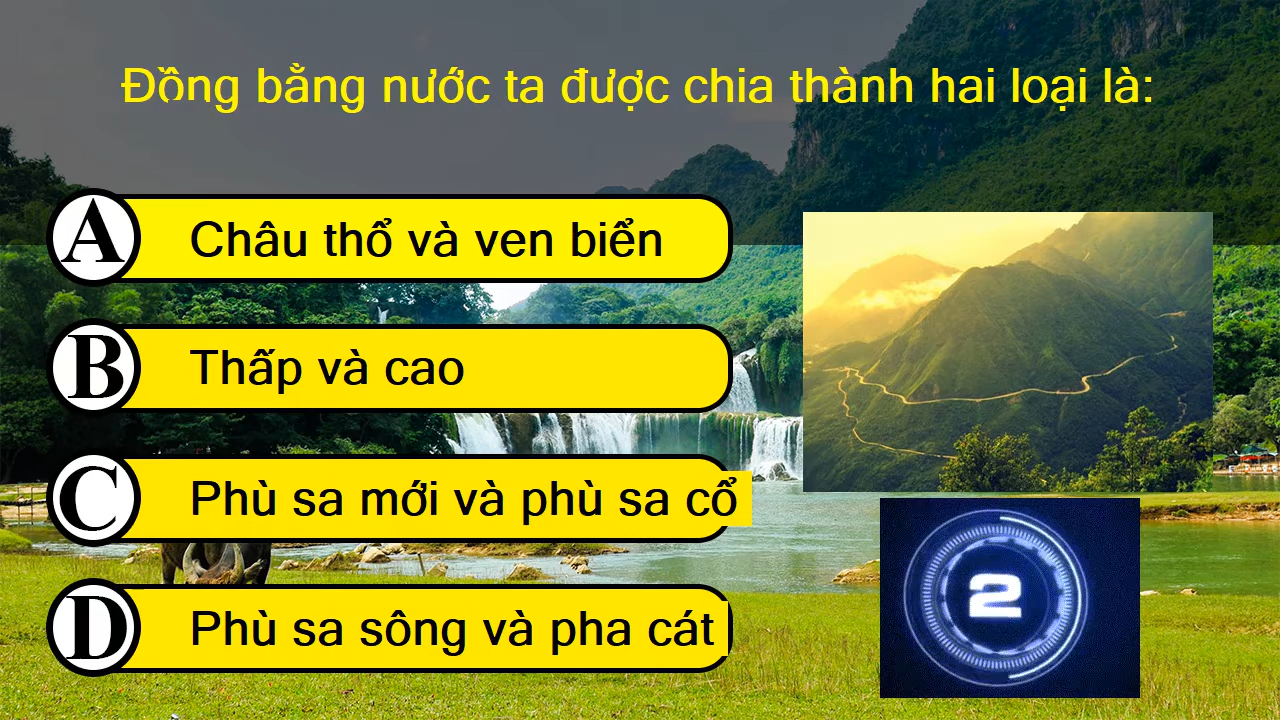 Đồng bằng nước ta được chia thành hai loại là:
A Châu thổ và ven biển
B Thấp và cao
C Phù sa mới và phù sa cổ
D Phù sa sông và pha cát
2